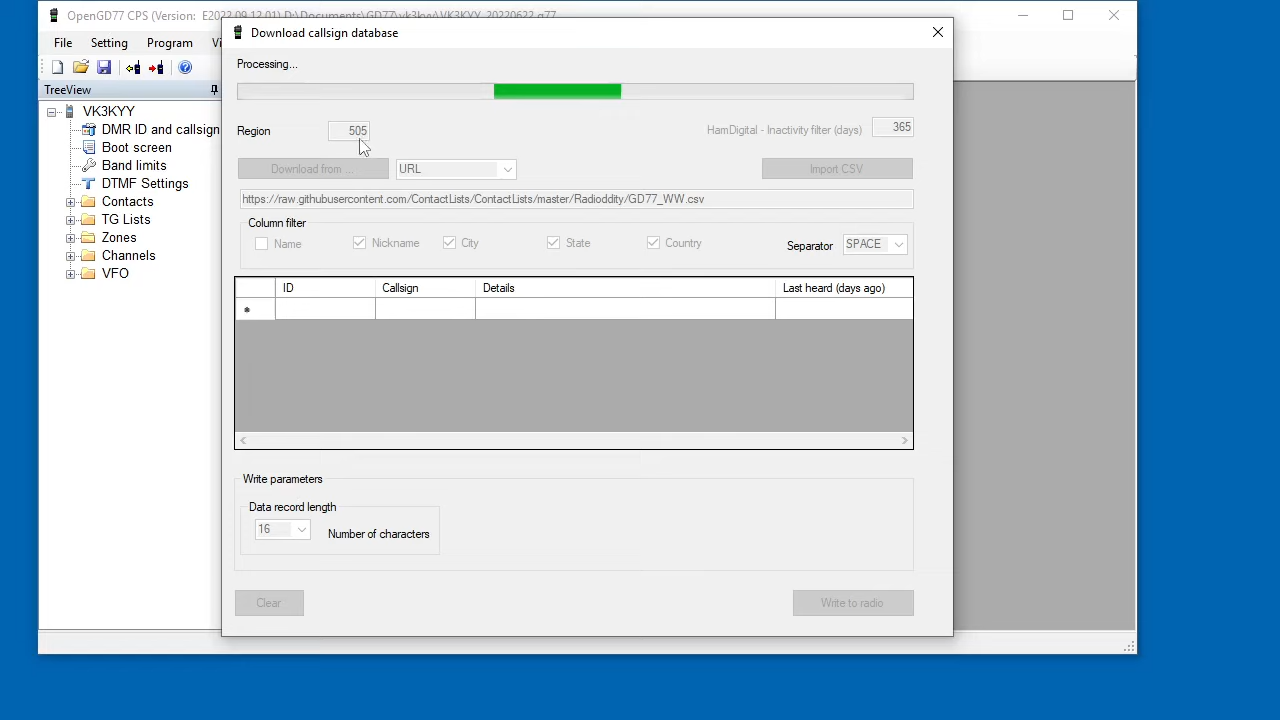 OpenGD77 CPS (Version: E2022.09.12.01) D:\Documents\GD77\vk3kyy\VK3KYY_20220622.g77
File Setting Program Vi
TreeView
VK3KYY
DMR ID and callsign
Boot screen
Band limits
DTMF Settings
Contacts
TG Lists
Zones
Channels
VFO
Download callsign database
Processing...
Region 505 HamDigital - Inactivity filter (days) 365
Download from ... URL Import CSV
https://raw.githubusercontent.com/ContactLists/ContactLists/master/Radioddity/GD77_WW.csv
Column filter
Name Nickname City State Country Separator SPACE
ID Callsign Details Last heard (days ago)
Write parameters
Data record length
16 Number of characters
Clear Write to radio